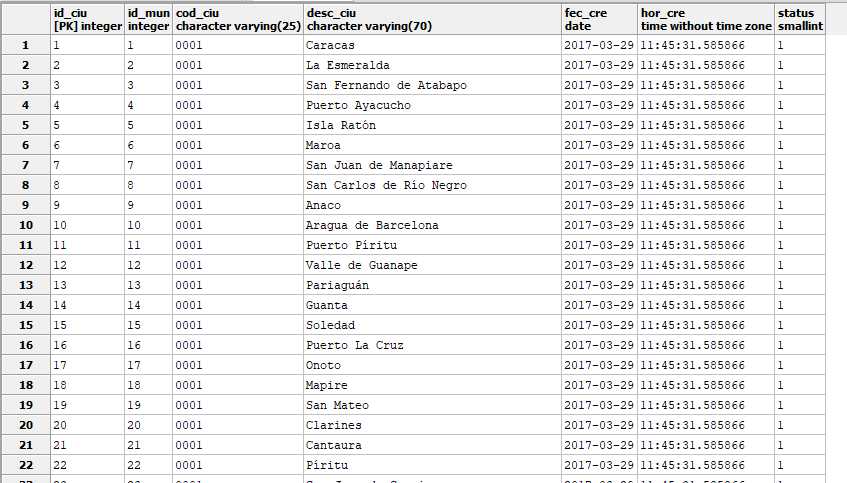 id_ciu id_mun cod_ciu desc_ciu fec_cre hor_cre status
[PK] integer integer character varying(25) character varying(70) date time without time zone smallint
1 1 1 0001 Caracas 2017-03-29 11:45:31.585866 1
2 2 2 0001 La Esmeralda 2017-03-29 11:45:31.585866 1
3 3 3 0001 San Fernando de Atabapo 2017-03-29 11:45:31.585866 1
4 4 4 0001 Puerto Ayacucho 2017-03-29 11:45:31.585866 1
5 5 5 0001 Isla Ratón 2017-03-29 11:45:31.585866 1
6 6 6 0001 Maroa 2017-03-29 11:45:31.585866 1
7 7 7 0001 San Juan de Manapiare 2017-03-29 11:45:31.585866 1
8 8 8 0001 San Carlos de Río Negro 2017-03-29 11:45:31.585866 1
9 9 9 0001 Anaco 2017-03-29 11:45:31.585866 1
10 10 10 0001 Aragua de Barcelona 2017-03-29 11:45:31.585866 1
11 11 11 0001 Puerto Píritu 2017-03-29 11:45:31.585866 1
12 12 12 0001 Valle de Guanape 2017-03-29 11:45:31.585866 1
13 13 13 0001 Pariaguán 2017-03-29 11:45:31.585866 1
14 14 14 0001 Guanta 2017-03-29 11:45:31.585866 1
15 15 15 0001 Soledad 2017-03-29 11:45:31.585866 1
16 16 16 0001 Puerto La Cruz 2017-03-29 11:45:31.585866 1
17 17 17 0001 Onoto 2017-03-29 11:45:31.585866 1
18 18 18 0001 Mapire 2017-03-29 11:45:31.585866 1
19 19 19 0001 San Mateo 2017-03-29 11:45:31.585866 1
20 20 20 0001 Clarines 2017-03-29 11:45:31.585866 1
21 21 21 0001 Cantaura 2017-03-29 11:45:31.585866 1
22 22 22 0001 Píritu 2017-03-29 11:45:31.585866 1